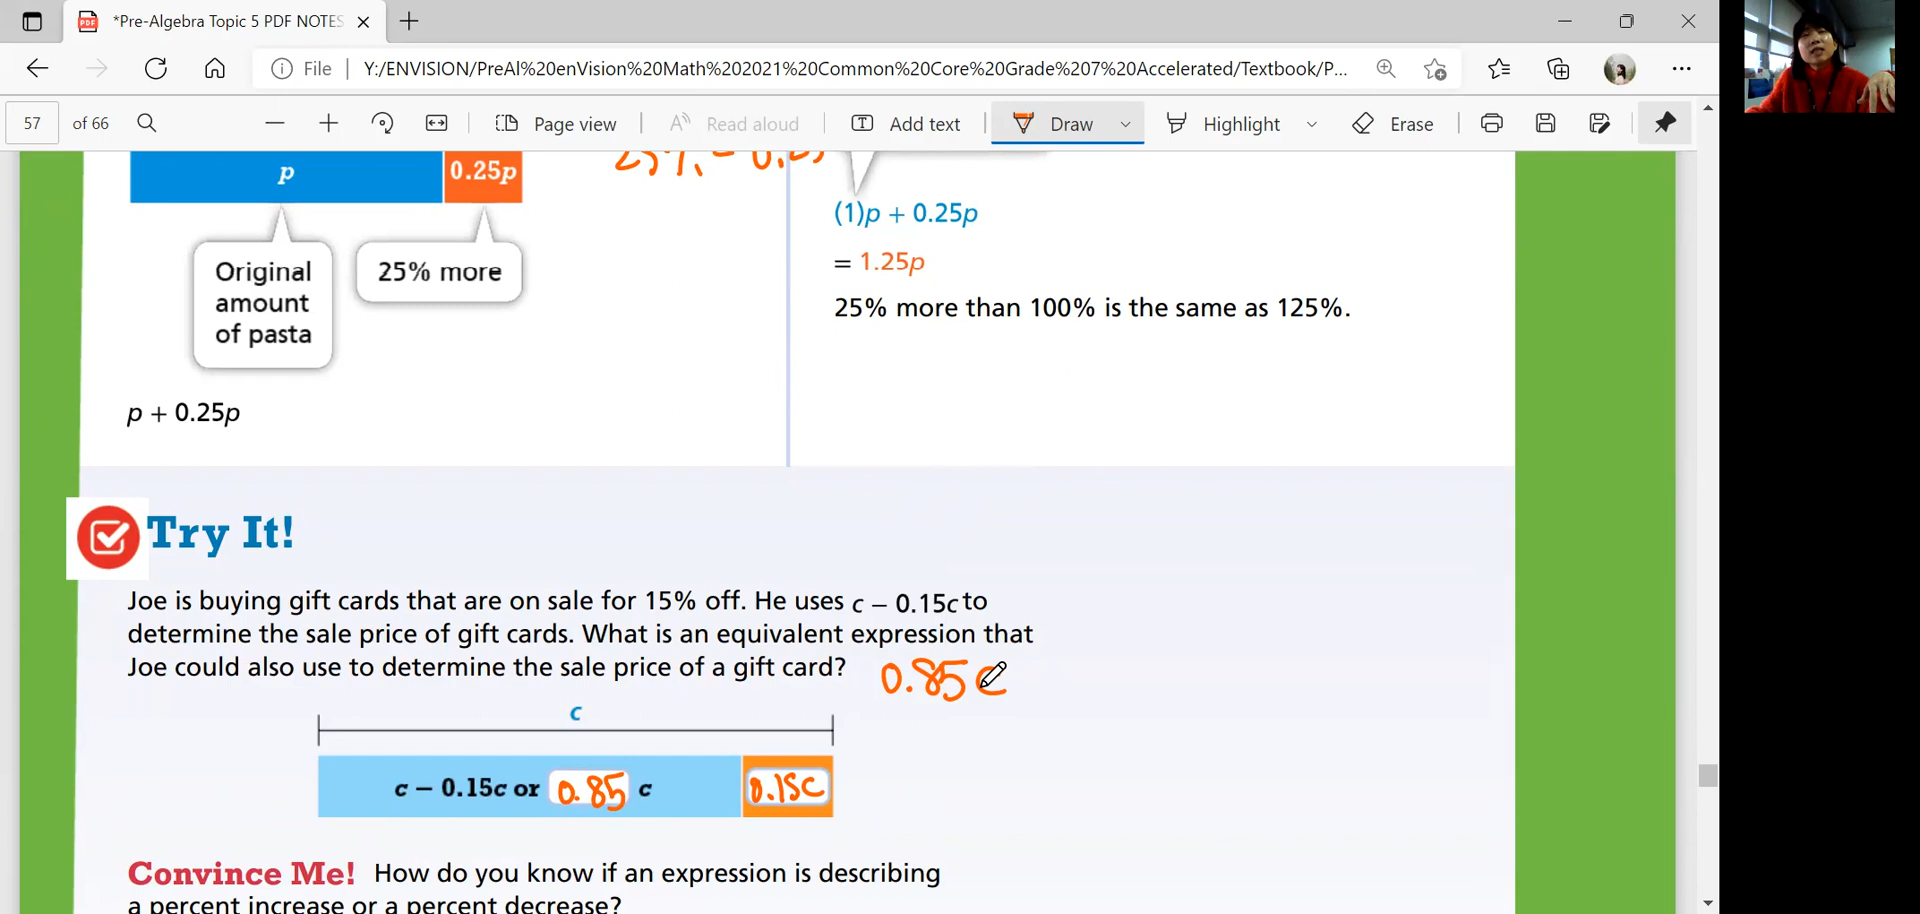 *Pre-Algebra Topic 5 PDF NOTES
File Y:/ENVISION/PreAl%20enVision%20Math%202021%20Common%20Core%20Grade%207%20Accelerated/Textbook/P...
57 of 66 Page view Read aloud Add text Draw Highlight Erase
p 0.25p
25% = 0.25
(1)p + 0.25p
= 1.25p
25% more than 100% is the same as 125%.
Original
amount
of pasta
25% more
p + 0.25p
Try It!
Joe is buying gift cards that are on sale for 15% off. He uses c − 0.15c to
determine the sale price of gift cards. What is an equivalent expression that
Joe could also use to determine the sale price of a gift card? 0.85c
c
c − 0.15c or 0.85 c 0.15c
Convince Me! How do you know if an expression is describing
a percent increase or a percent decrease?